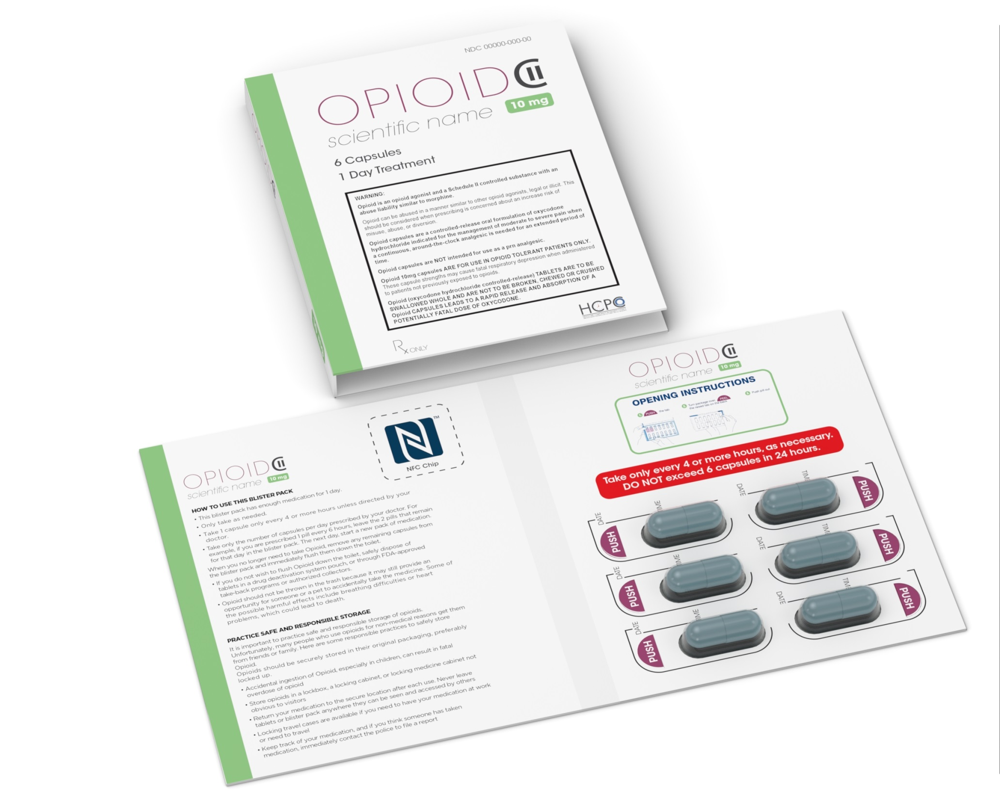 NDC 00000-000-00
OPIOID CII
scientific name 10 mg
6 Capsules
1 Day Treatment
WARNING:
Opioid is an opioid agonist and a Schedule II controlled substance with an
abuse liability similar to morphine.
Opioid can be abused in a manner similar to other opioid agonists, legal or illicit. This
should be considered when prescribing is concerned about an increase risk of
misuse, abuse, or diversion.
Opioid capsules are a controlled-release oral formulation of oxycodone
hydrochloride indicated for the management of moderate to severe pain when
a continuous, around-the-clock analgesic is needed for an extended period of
time.
Opioid capsules are NOT intended for use as a prn analgesic.
Opioid 10mg capsules ARE FOR USE IN OPIOID TOLERANT PATIENTS ONLY.
These capsule strengths may cause fatal respiratory depression when administered
to patients not previously exposed to opioids.
Opioid (oxycodone hydrochloride controlled-release) TABLETS ARE TO BE
SWALLOWED WHOLE AND ARE NOT TO BE BROKEN, CHEWED OR CRUSHED
Opioid CAPSULES LEADS TO A RAPID RELEASE AND ABSORPTION OF A
POTENTIALLY FATAL DOSE OF OXYCODONE.
Rx ONLY
HCPC
OPIOID CII
scientific name 10 mg
NFC Chip
TM
HOW TO USE THIS BLISTER PACK
• This blister pack has enough medication for 1 day.
• Only take as needed.
• Take 1 capsule only every 4 or more hours unless directed by your
doctor.
• Take only the number of capsules per day prescribed by your doctor. For
example, if you are prescribed 1 pill every 6 hours, leave the 2 pills that remain
for that day in the blister pack. The next day, start a new pack of medication.
When you no longer need to take Opioid, remove any remaining capsules from
the blister pack and immediately flush them down the toilet.
• If you do not wish to flush Opioid down the toilet, safely dispose of
tablets in a drug deactivation system pouch, or through FDA-approved
take-back programs or authorized collectors.
• Opioid should not be thrown in the trash because it may still provide an
opportunity for someone or a pet to accidentally take the medicine. Some of
the possible harmful effects include breathing difficulties or heart
problems, which could lead to death.
PRACTICE SAFE AND RESPONSIBLE STORAGE
It is important to practice safe and responsible storage of opioids.
Unfortunately, many people who use opioids for non-medical reasons get them
from friends or family. Here are some responsible practices to safely store
Opioid.
Opioids should be securely stored in their original packaging, preferably
locked up.
• Accidental ingestion of Opioid, especially in children, can result in fatal
overdose of opioid
• Store opioids in a lockbox, a locking cabinet, or locking medicine cabinet not
obvious to visitors
• Return your medication to the secure location after each use. Never leave
tablets or blister pack anywhere they can be seen and accessed by others
• Locking travel cases are available if you need to have your medication at work
or need to travel
• Keep track of your medication, and if you think someone has taken
medication, immediately contact the police to file a report
OPIOID CII
scientific name 10 mg
OPENING INSTRUCTIONS
PUSH the tab
Turn package over, PEEL
the raised tab on the back
Push pill out
Take only every 4 or more hours, as necessary.
DO NOT exceed 6 capsules in 24 hours.
DATE TIME PUSH
DATE TIME PUSH
DATE TIME PUSH
DATE TIME PUSH
DATE TIME PUSH
DATE TIME PUSH